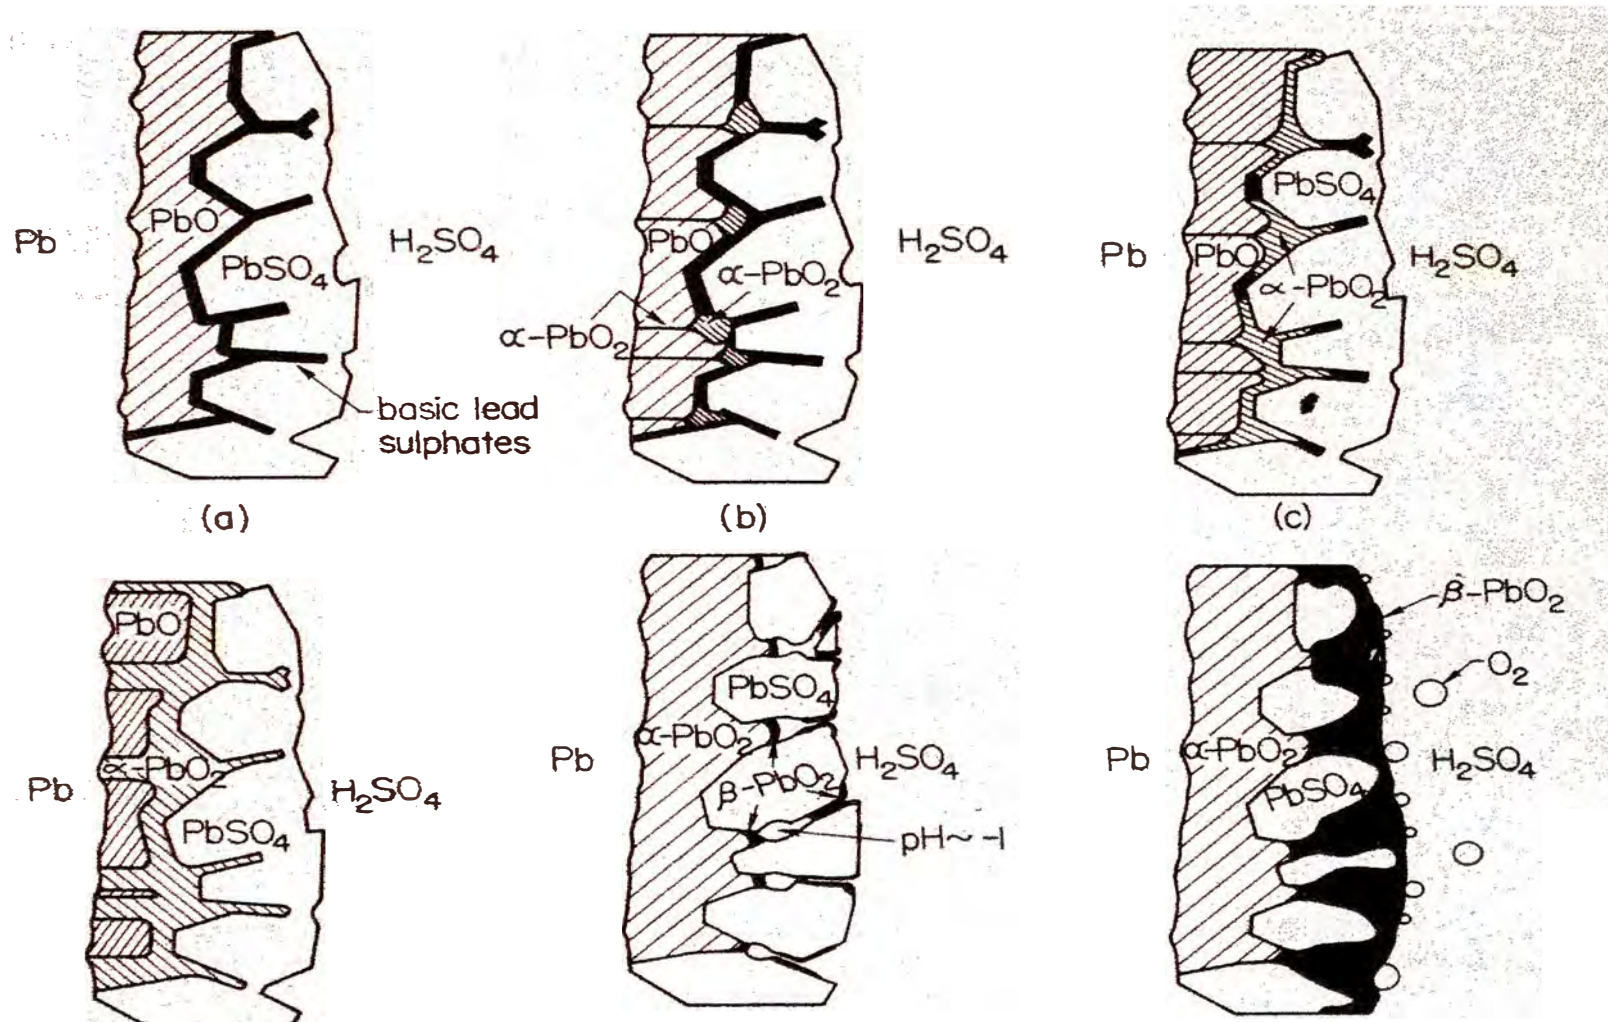 Pb
PbO
PbSO₄
H₂SO₄
basic lead
sulphates
(a)
PbO
α-PbO₂
α-PbO₂
H₂SO₄
(b)
Pb
PbO
PbSO₄
α-PbO₂
H₂SO₄
(c)
Pb
PbO
α-PbO₂
PbSO₄
H₂SO₄
Pb
α-PbO₂
PbSO₄
β-PbO₂
H₂SO₄
pH~-1
Pb
α-PbO₂
PbSO₄
β-PbO₂
O₂
H₂SO₄